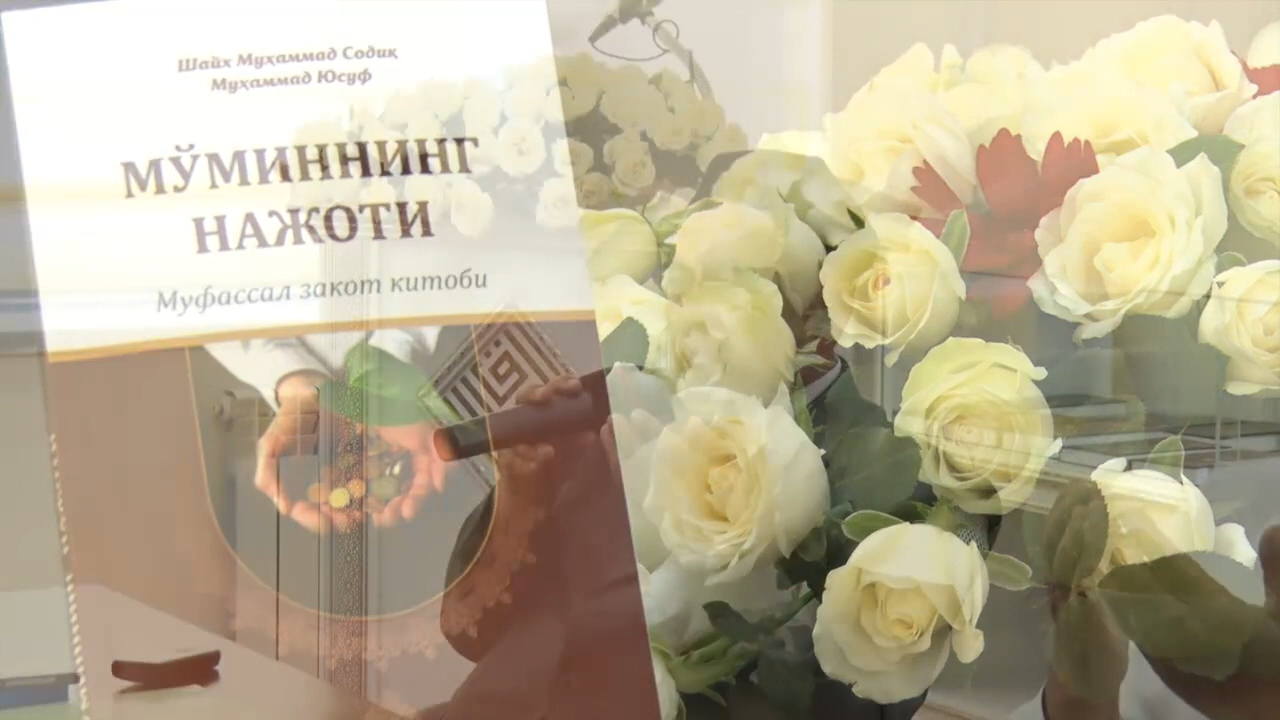 Шайх Муҳаммад Содиқ
Муҳаммад Юсуф
МЎМИННИНГ
НАЖОТИ
Муфассал закот китоби